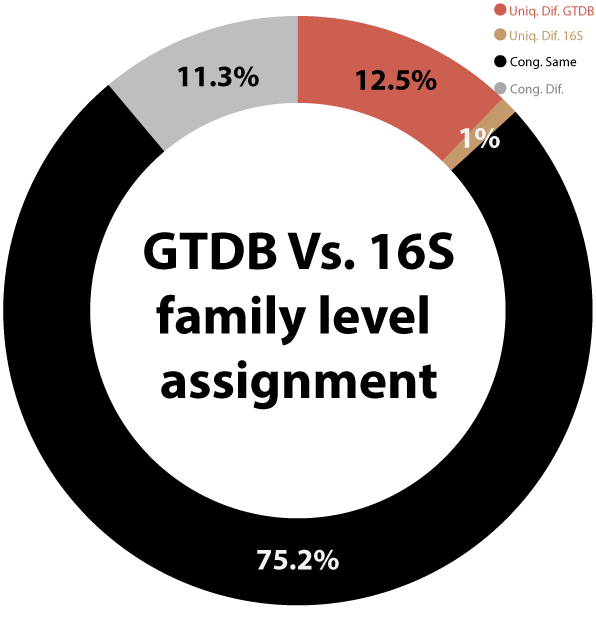 Uniq. Dif. GTDB
Uniq. Dif. 16S
Cong. Same
Cong. Dif.
11.3%
12.5%
1%
GTDB Vs. 16S
family level
assignment
75.2%